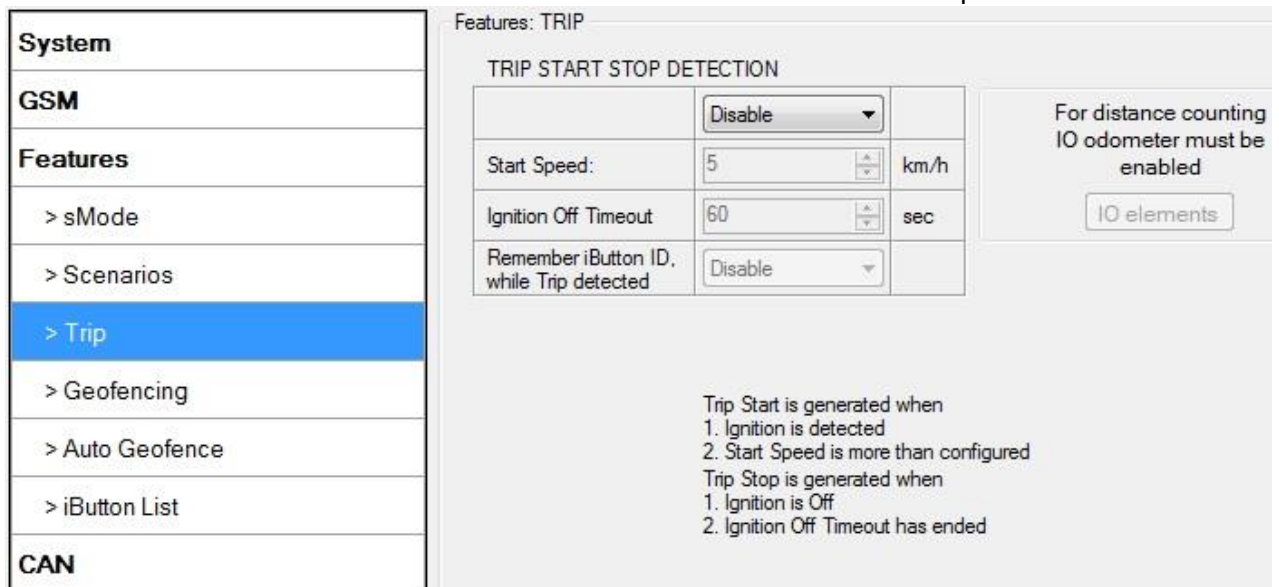 System
GSM
Features
> sMode
> Scenarios
> Trip
> Geofencing
> Auto Geofence
> iButton List
CAN
Features: TRIP
TRIP START STOP DETECTION
Disable
Start Speed: 5 km/h
Ignition Off Timeout 60 sec
Remember iButton ID,
while Trip detected Disable
For distance counting
IO odometer must be
enabled
IO elements
Trip Start is generated when
1. Ignition is detected
2. Start Speed is more than configured
Trip Stop is generated when
1. Ignition is Off
2. Ignition Off Timeout has ended